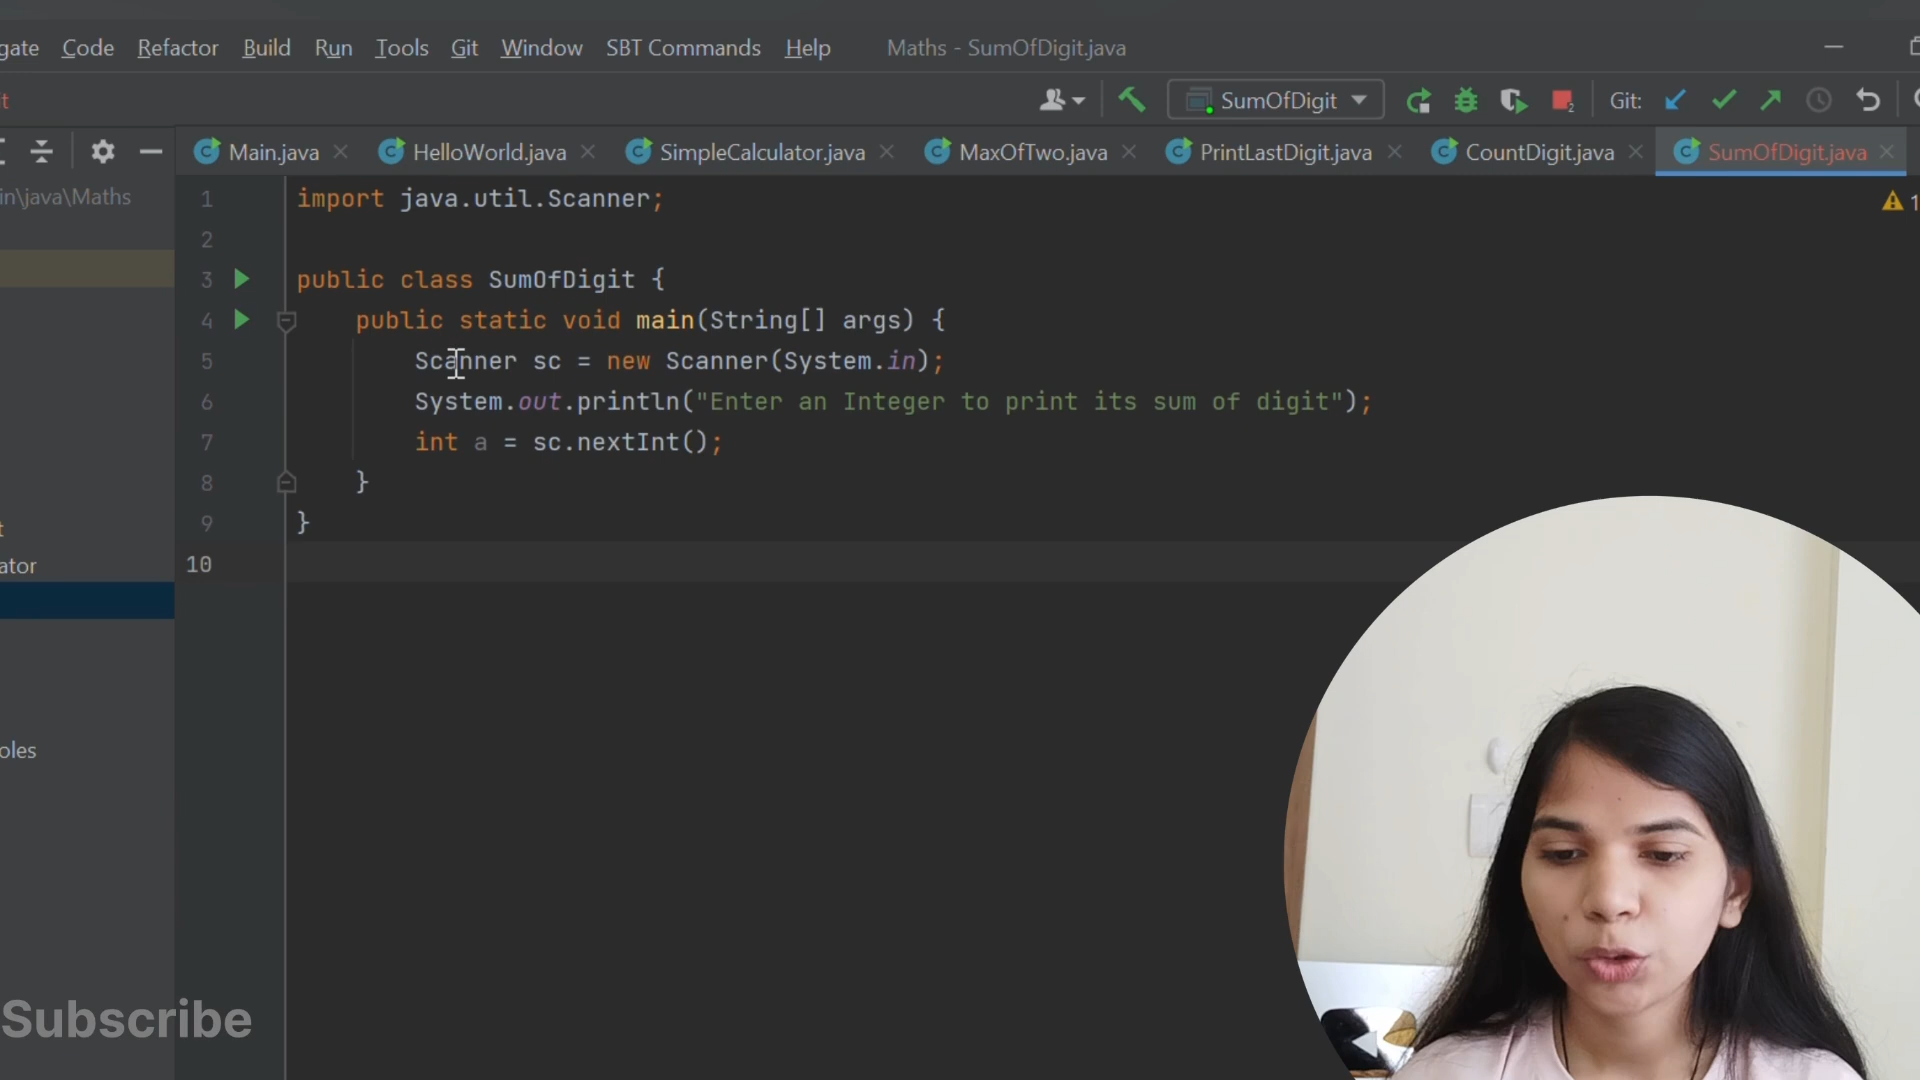 gate Code Refactor Build Run Tools Git Window SBT Commands Help Maths - SumOfDigit.java
t SumOfDigit 2 Git:
Main.java HelloWorld.java SimpleCalculator.java MaxOfTwo.java PrintLastDigit.java CountDigit.java SumOfDigit.java
in\java\Maths
1 import java.util.Scanner; 1
2
3 public class SumOfDigit {
4 public static void main(String[] args) {
5 Scanner sc = new Scanner(System.in);
6 System.out.println("Enter an Integer to print its sum of digit");
7 int a = sc.nextInt();
8 }
9 }
t
10
ator
oles
Subscribe